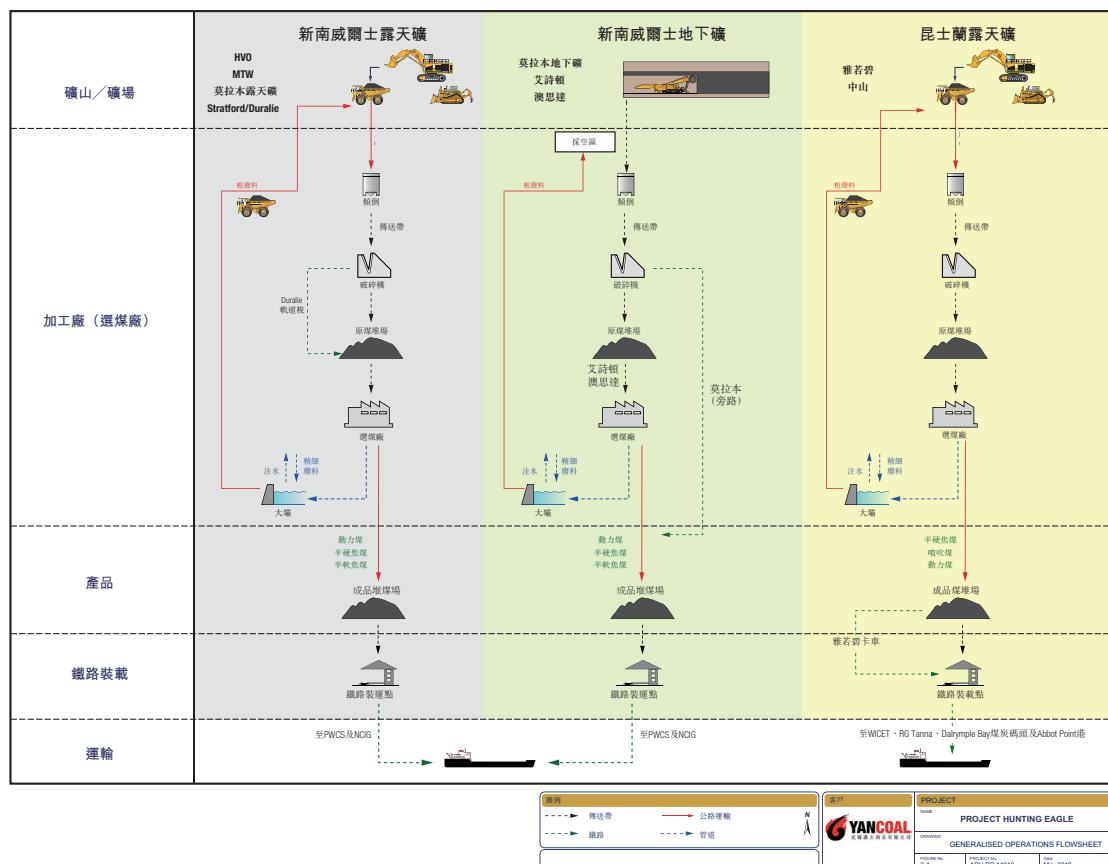 新南威爾士露天礦
新南威爾士地下礦
昆士蘭露天礦
礦山／礦場
HVO
MTW
莫拉本露天礦
Stratford/Duralie
莫拉本地下礦
艾詩頓
澳思達
雅若碧
中山
加工廠（選煤廠）
粗廢料
傾倒
傳送帶
破碎機
Duralie
軌道梭
原煤堆場
選煤廠
注水
精細
廢料
大壩
採空區
粗廢料
傾倒
傳送帶
破碎機
原煤堆場
艾詩頓
澳思達
莫拉本
(旁路)
選煤廠
注水
精細
廢料
大壩
粗廢料
傾倒
傳送帶
破碎機
原煤堆場
選煤廠
注水
精細
廢料
大壩
產品
動力煤
半硬焦煤
半軟焦煤
成品堆煤場
動力煤
半硬焦煤
半軟焦煤
成品堆煤場
半硬焦煤
噴吹煤
動力煤
成品煤堆場
雅若碧卡車
鐵路裝載
鐵路裝運點
鐵路裝運點
鐵路裝載點
運輸
至PWCS及NCIG
至PWCS及NCIG
至WICET、RG Tanna、Dalrymple Bay煤炭碼頭及Abbot Point港
圖例
傳送帶
公路運輸
鐵路
管道
N
客戶
YANCOAL
PROJECT
NAME
PROJECT HUNTING EAGLE
DRAWING
GENERALISED OPERATIONS FLOWSHEET
FIGURE No.
PROJECT No.
Date